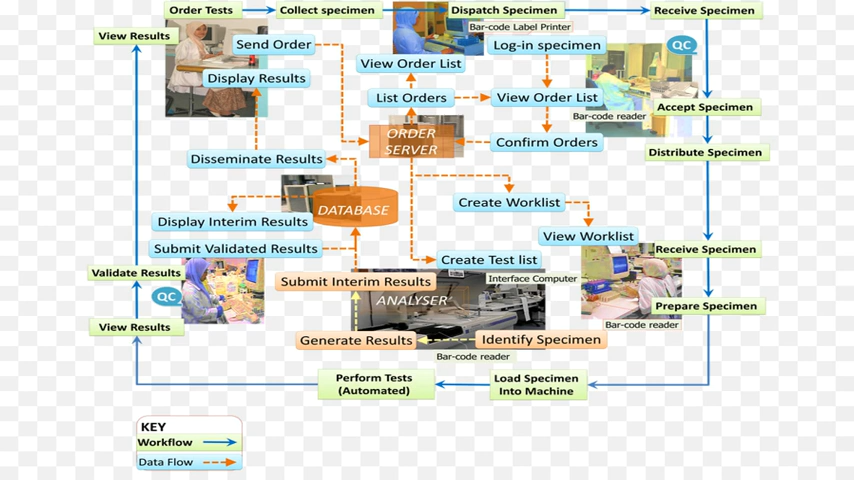 Order Tests
Collect specimen
Dispatch Specimen
Receive Specimen
View Results
Send Order
Bar-code Label Printer
Log-in specimen
QC
View Order List
Display Results
List Orders
View Order List
Accept Specimen
Bar-code reader
ORDER
SERVER
Confirm Orders
Distribute Specimen
Disseminate Results
DATABASE
Create Worklist
Display Interim Results
View Worklist
Submit Validated Results
Receive Specimen
Create Test list
Validate Results
Submit Interim Results
Interface Computer
QC
ANALYSER
Prepare Specimen
View Results
Bar-code reader
Generate Results
Identify Specimen
Bar-code reader
Perform Tests
(Automated)
Load Specimen
Into Machine
KEY
Workflow
Data Flow